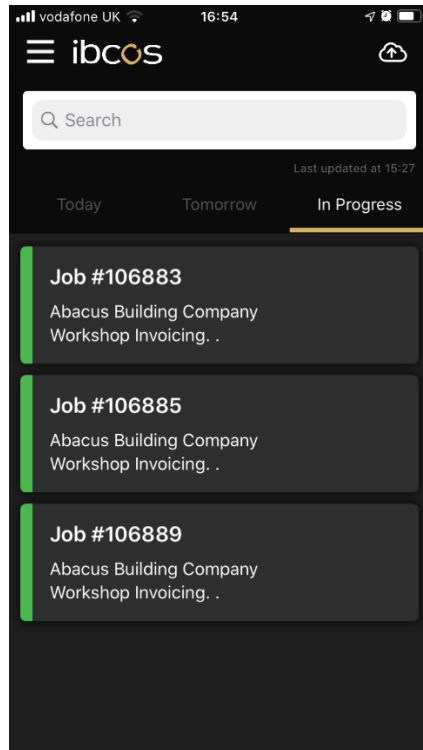 vodafone UK 16:54
ibcos
Search
Last updated at 15:27
Today Tomorrow In Progress
Job #106883
Abacus Building Company
Workshop Invoicing. .
Job #106885
Abacus Building Company
Workshop Invoicing. .
Job #106889
Abacus Building Company
Workshop Invoicing. .